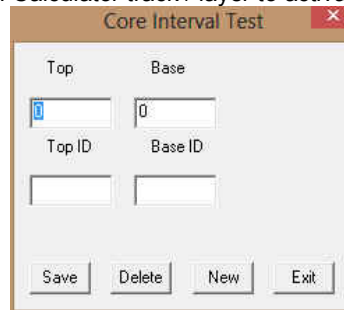 Core Interval Test
Top Base
0 0
Top ID Base ID
Save Delete New Exit